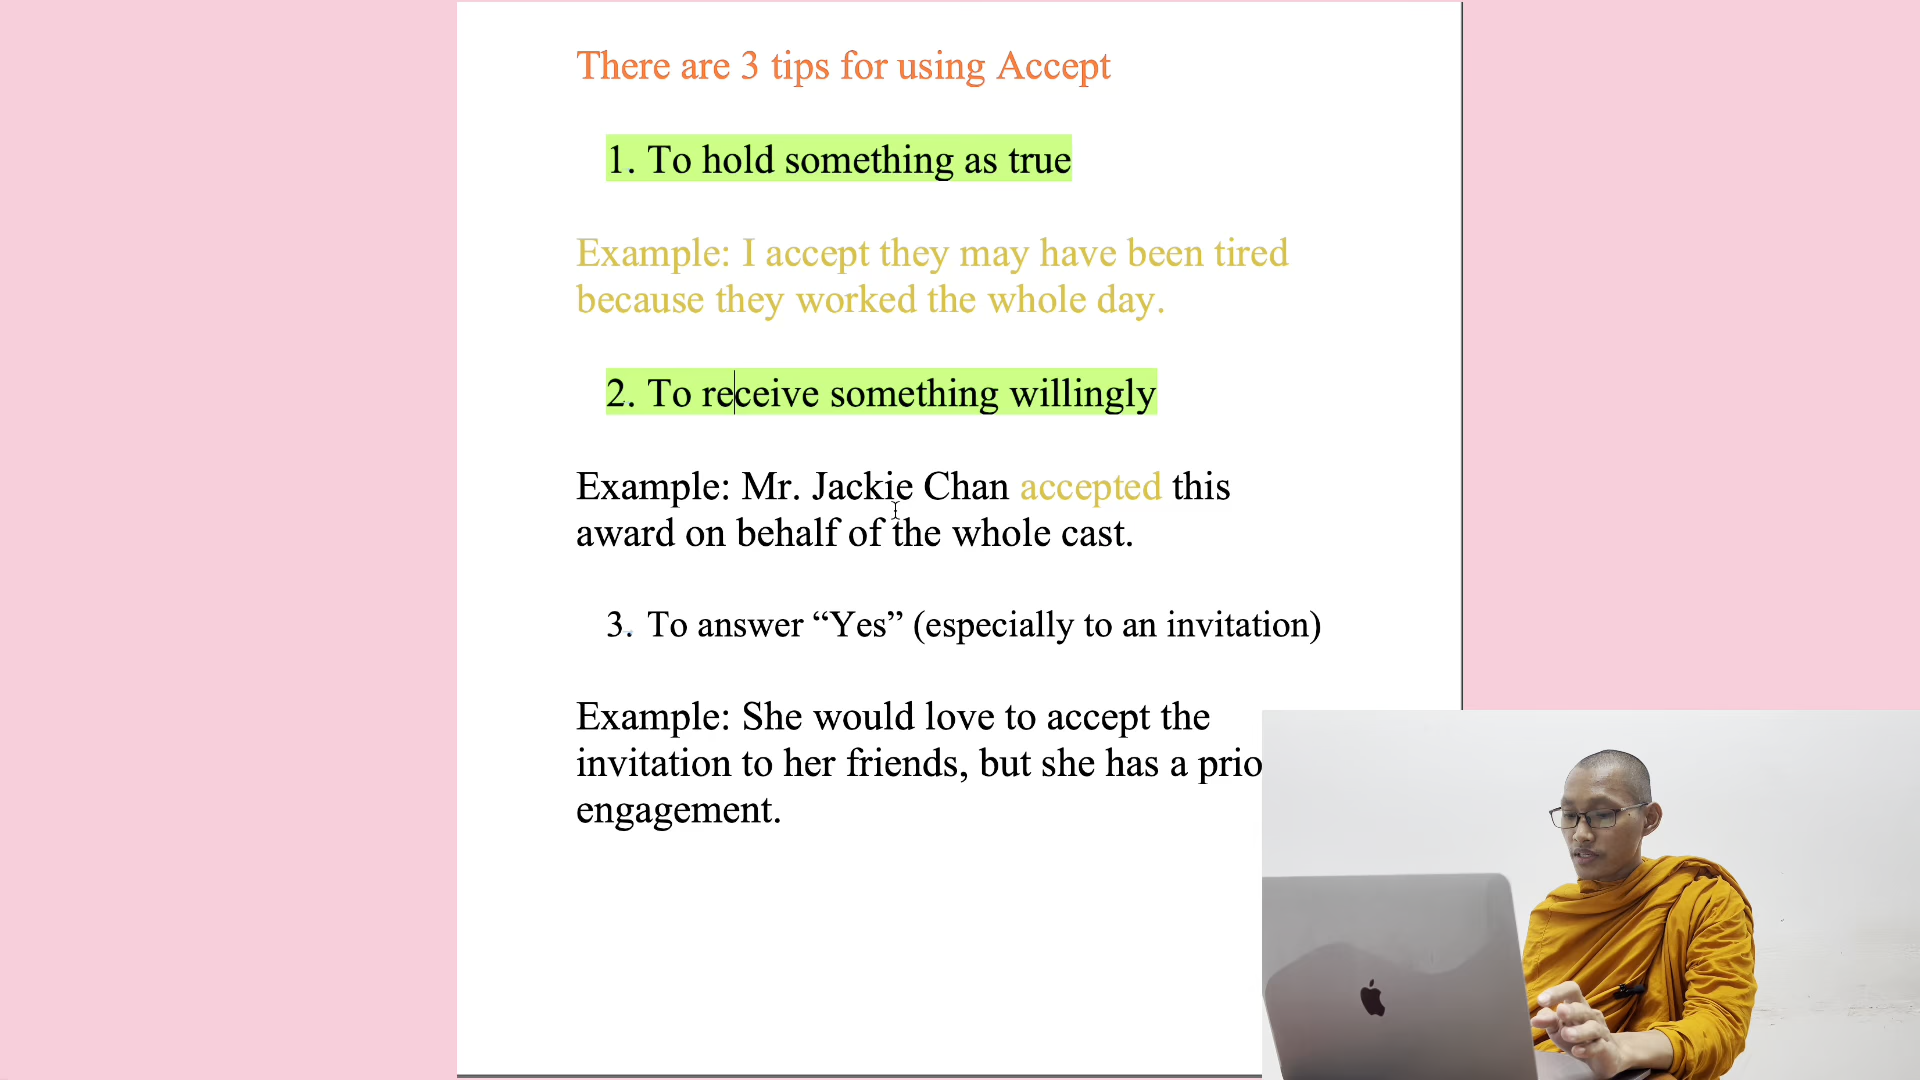 There are 3 tips for using Accept
1. To hold something as true
Example: I accept they may have been tired
because they worked the whole day.
2. To receive something willingly
Example: Mr. Jackie Chan accepted this
award on behalf of the whole cast.
3. To answer “Yes” (especially to an invitation)
Example: She would love to accept the
invitation to her friends, but she has a prio
engagement.